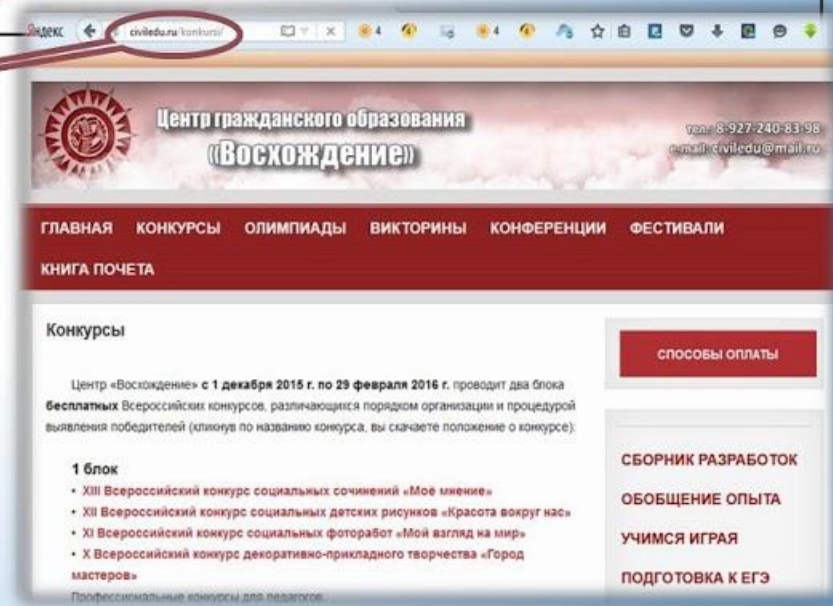 Яндекс civiledu.ru/konkursi/ 4 4
Центр гражданского образования
«Восхождение»
тел.: 8-927-240-83-98
e-mail: civiledu@mail.ru
ГЛАВНАЯ КОНКУРСЫ ОЛИМПИАДЫ ВИКТОРИНЫ КОНФЕРЕНЦИИ ФЕСТИВАЛИ
КНИГА ПОЧЕТА
Конкурсы
Центр «Восхождение» с 1 декабря 2015 г. по 29 февраля 2016 г. проводит два блока
бесплатных Всероссийских конкурсов, различающихся порядком организации и процедурой
выявления победителей (кликнув по названию конкурса, вы скачаете положение о конкурсе):
1 блок
• XIII Всероссийский конкурс социальных сочинений «Моё мнение»
• XII Всероссийский конкурс социальных детских рисунков «Красота вокруг нас»
• XI Всероссийский конкурс социальных фоторабот «Мой взгляд на мир»
• X Всероссийский конкурс декоративно-прикладного творчества «Город
мастеров»
Профессиональные конкурсы для педагогов
СПОСОБЫ ОПЛАТЫ
СБОРНИК РАЗРАБОТОК
ОБОБЩЕНИЕ ОПЫТА
УЧИМСЯ ИГРАЯ
ПОДГОТОВКА К ЕГЭ